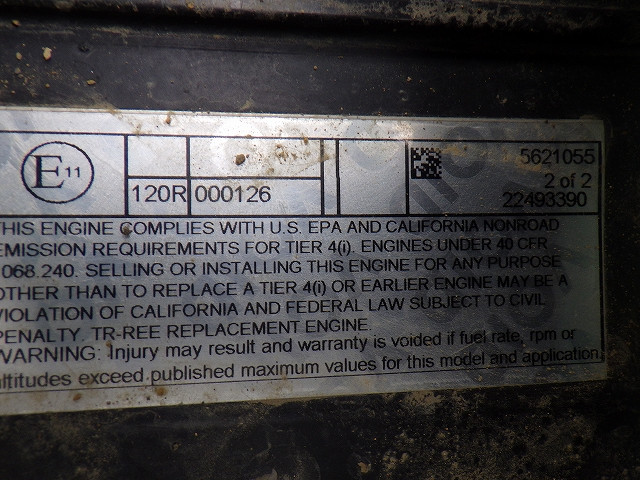 E11
5621055
2 of 2
120R 000126
22493390
THIS ENGINE COMPLIES WITH U.S. EPA AND CALIFORNIA NONROAD
EMISSION REQUIREMENTS FOR TIER 4(i). ENGINES UNDER 40 CFR
1068.240. SELLING OR INSTALLING THIS ENGINE FOR ANY PURPOSE
OTHER THAN TO REPLACE A TIER 4(i) OR EARLIER ENGINE MAY BE A
VIOLATION OF CALIFORNIA AND FEDERAL LAW SUBJECT TO CIVIL
PENALTY. TR-REE REPLACEMENT ENGINE.
WARNING: Injury may result and warranty is voided if fuel rate, rpm or
altitudes exceed published maximum values for this model and application.